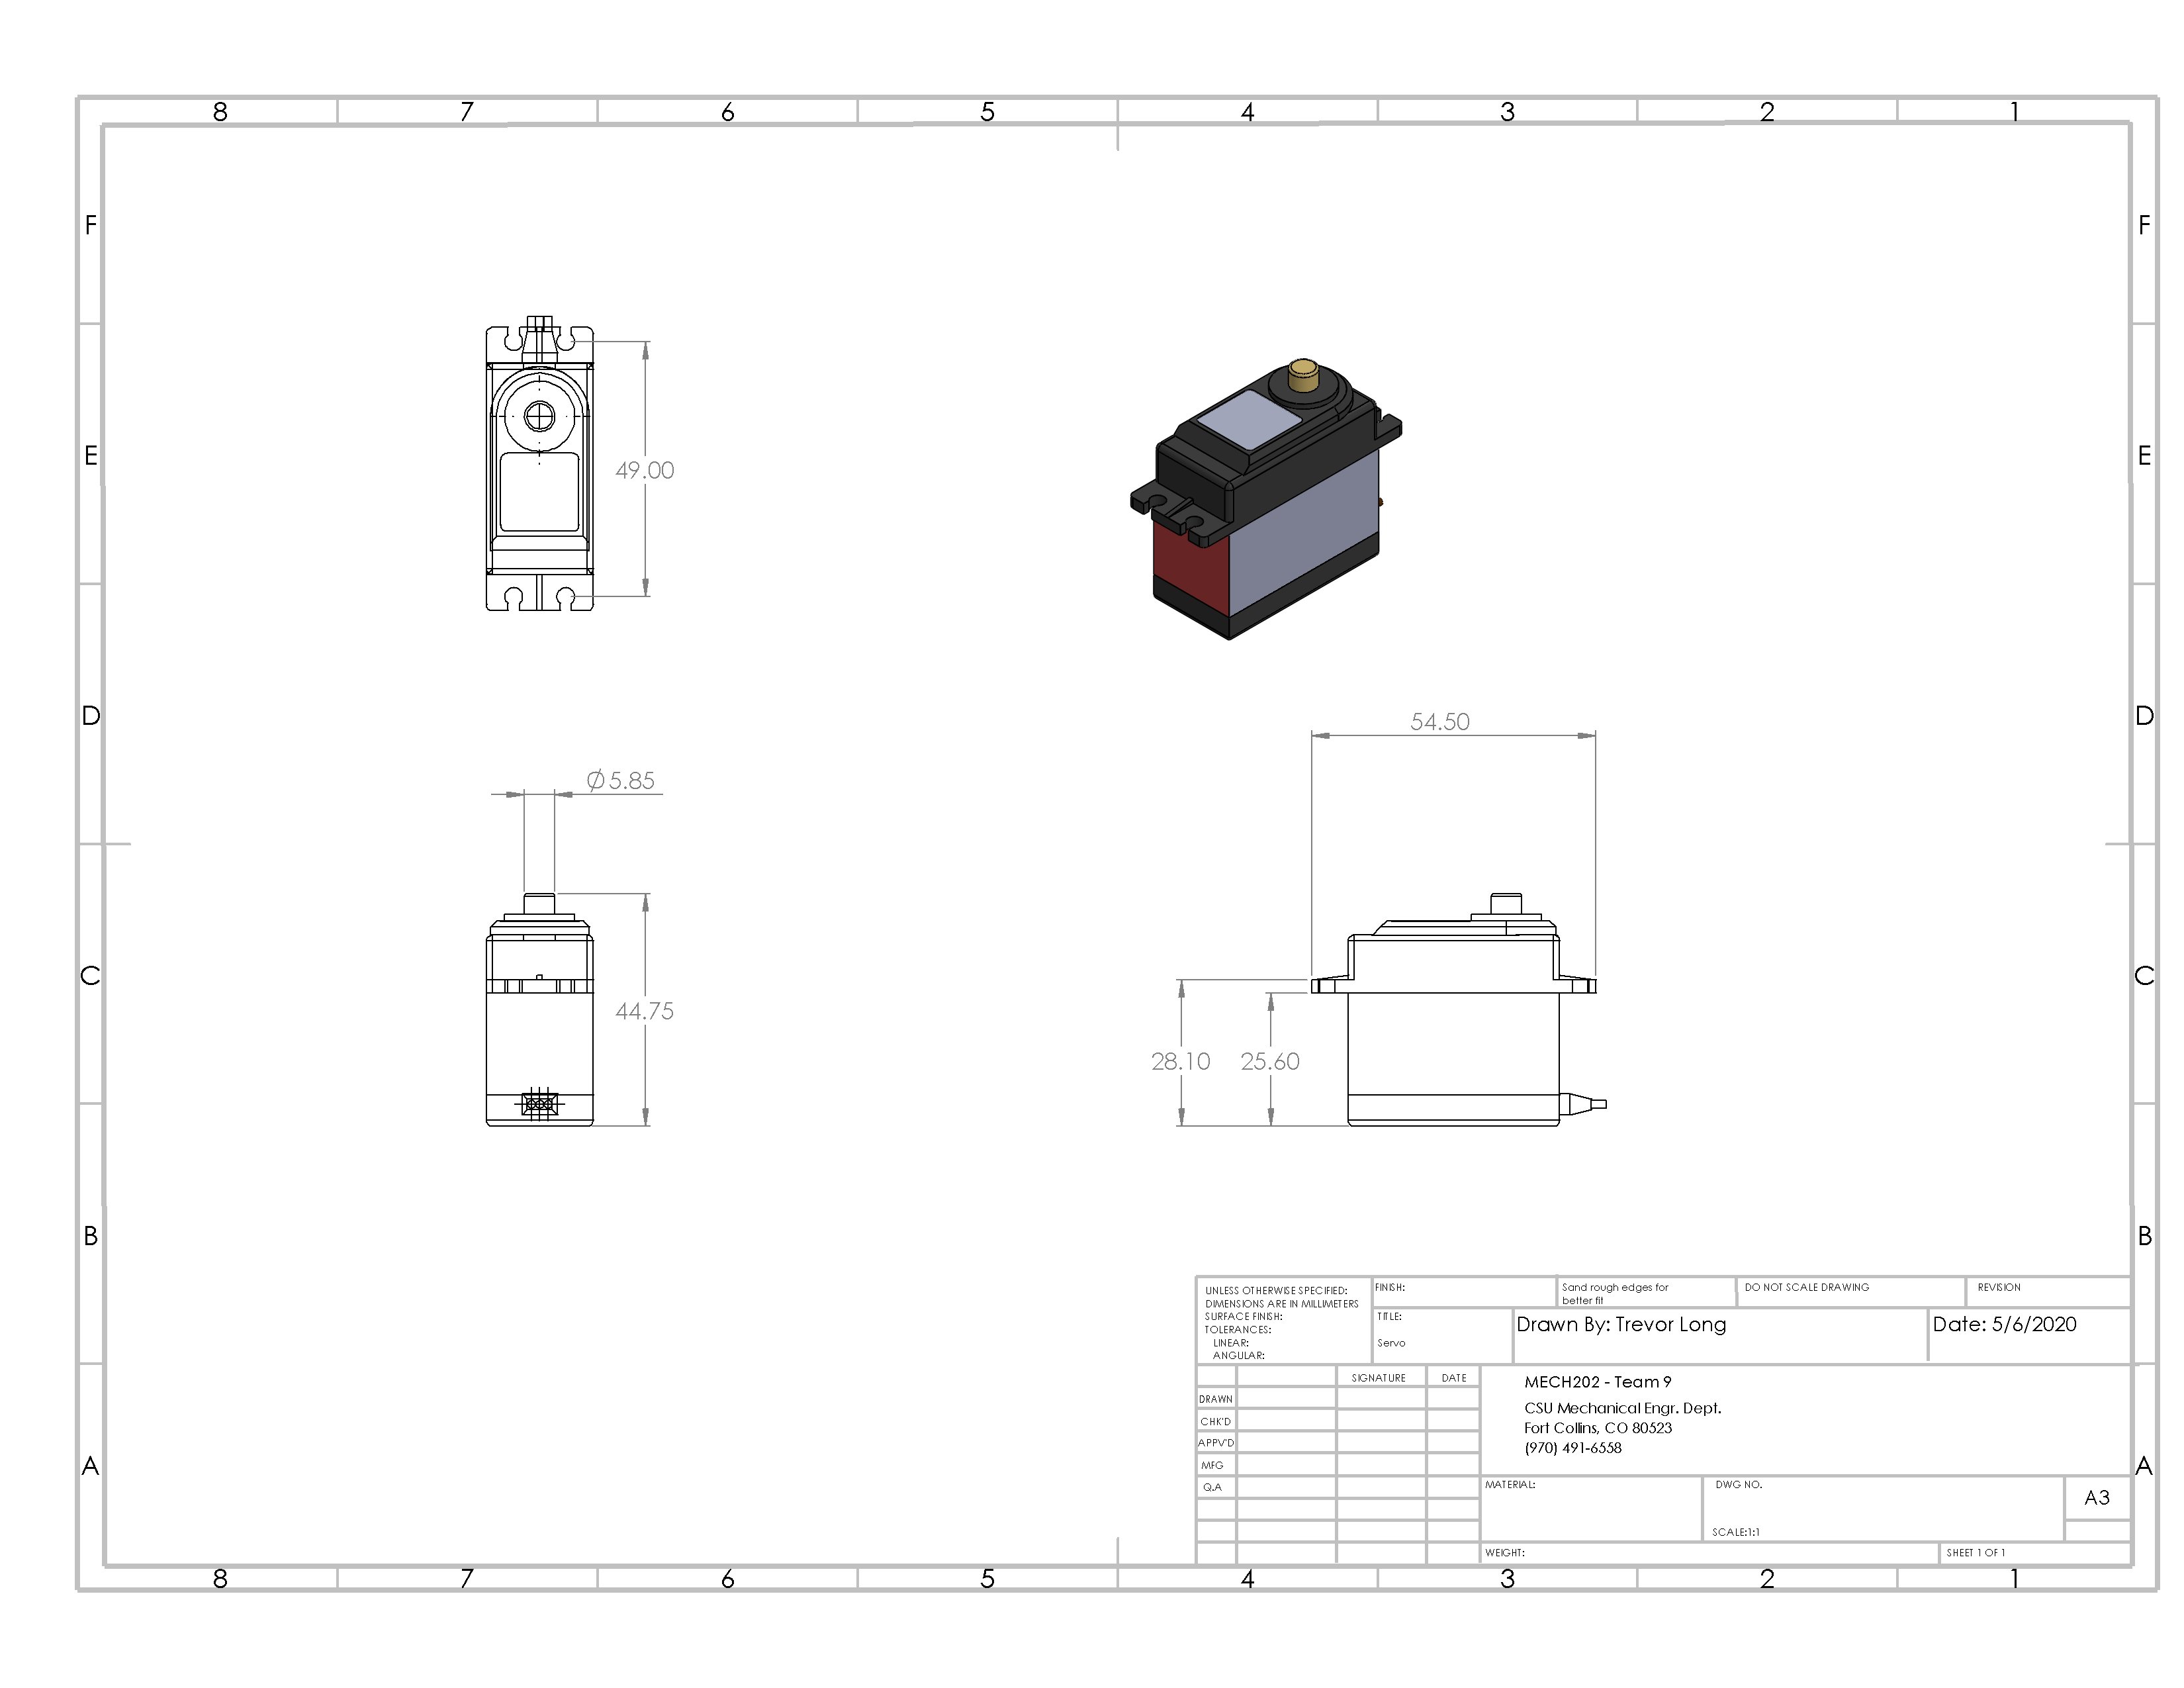 8 7 6 5 4 3 2 1
F F
E E
D D
C C
B B
A A
49.00
54.50
Ø5.85
44.75
28.10 25.60
UNLESS OTHERWISE SPECIFIED:
DIMENSIONS ARE IN MILLIMETERS
SURFACE FINISH:
TOLERANCES:
LINEAR:
ANGULAR:
FINISH:
Sand rough edges for
better fit
DO NOT SCALE DRAWING
REVISION
TITLE:
Servo
Drawn By: Trevor Long
Date: 5/6/2020
SIGNATURE DATE
DRAWN
CHK'D
APPV'D
MFG
Q.A
MECH202 - Team 9
CSU Mechanical Engr. Dept.
Fort Collins, CO 80523
(970) 491-6558
MATERIAL:
DWG NO.
A3
SCALE:1:1
WEIGHT:
SHEET 1 OF 1
8 7 6 5 4 3 2 1